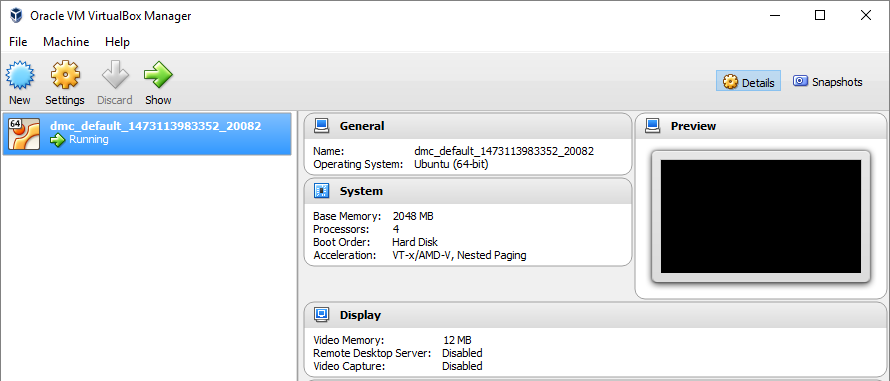 Oracle VM VirtualBox Manager
File Machine Help
New Settings Discard Show
Details Snapshots
64
dmc_default_1473113983352_20082
Running
General
Name: dmc_default_1473113983352_20082
Operating System: Ubuntu (64-bit)
System
Base Memory: 2048 MB
Processors: 4
Boot Order: Hard Disk
Acceleration: VT-x/AMD-V, Nested Paging
Preview
Display
Video Memory: 12 MB
Remote Desktop Server: Disabled
Video Capture: Disabled